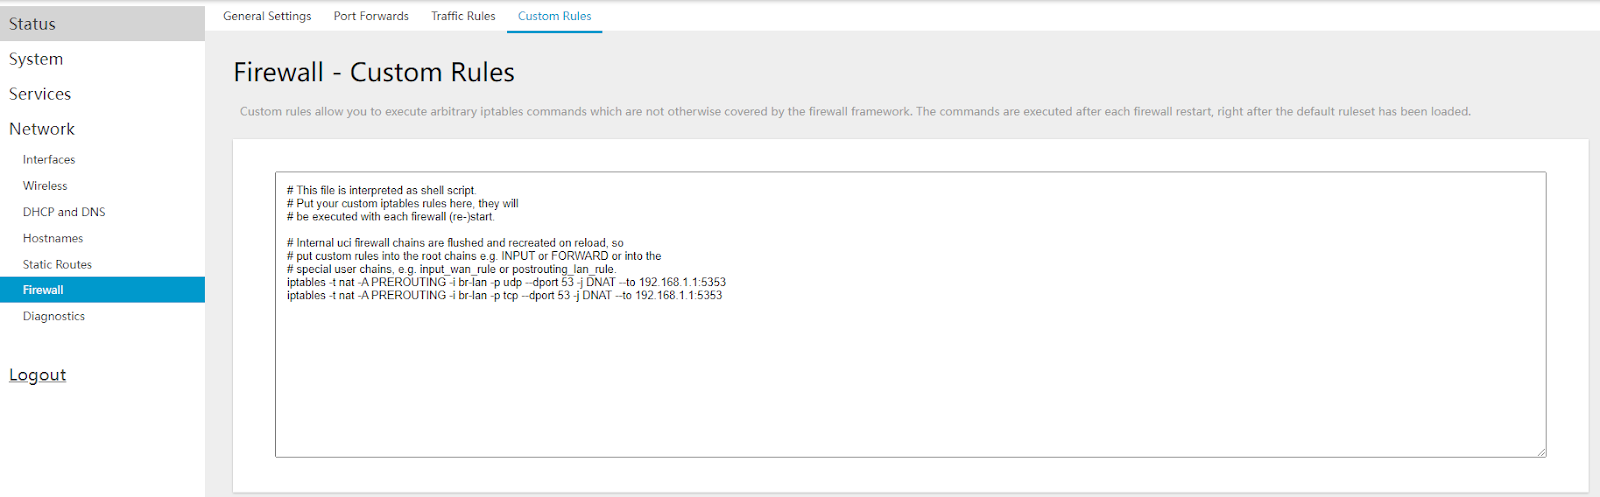 Status
System
Services
Network
Interfaces
Wireless
DHCP and DNS
Hostnames
Static Routes
Firewall
Diagnostics
Logout
General Settings
Port Forwards
Traffic Rules
Custom Rules
Firewall - Custom Rules
Custom rules allow you to execute arbitrary iptables commands which are not otherwise covered by the firewall framework. The commands are executed after each firewall restart, right after the default ruleset has been loaded.
# This file is interpreted as shell script.
# Put your custom iptables rules here, they will
# be executed with each firewall (re-)start.
# Internal uci firewall chains are flushed and recreated on reload, so
# put custom rules into the root chains e.g. INPUT or FORWARD or into the
# special user chains, e.g. input_wan_rule or postrouting_lan_rule.
iptables -t nat -A PREROUTING -i br-lan -p udp --dport 53 -j DNAT --to 192.168.1.1:5353
iptables -t nat -A PREROUTING -i br-lan -p tcp --dport 53 -j DNAT --to 192.168.1.1:5353